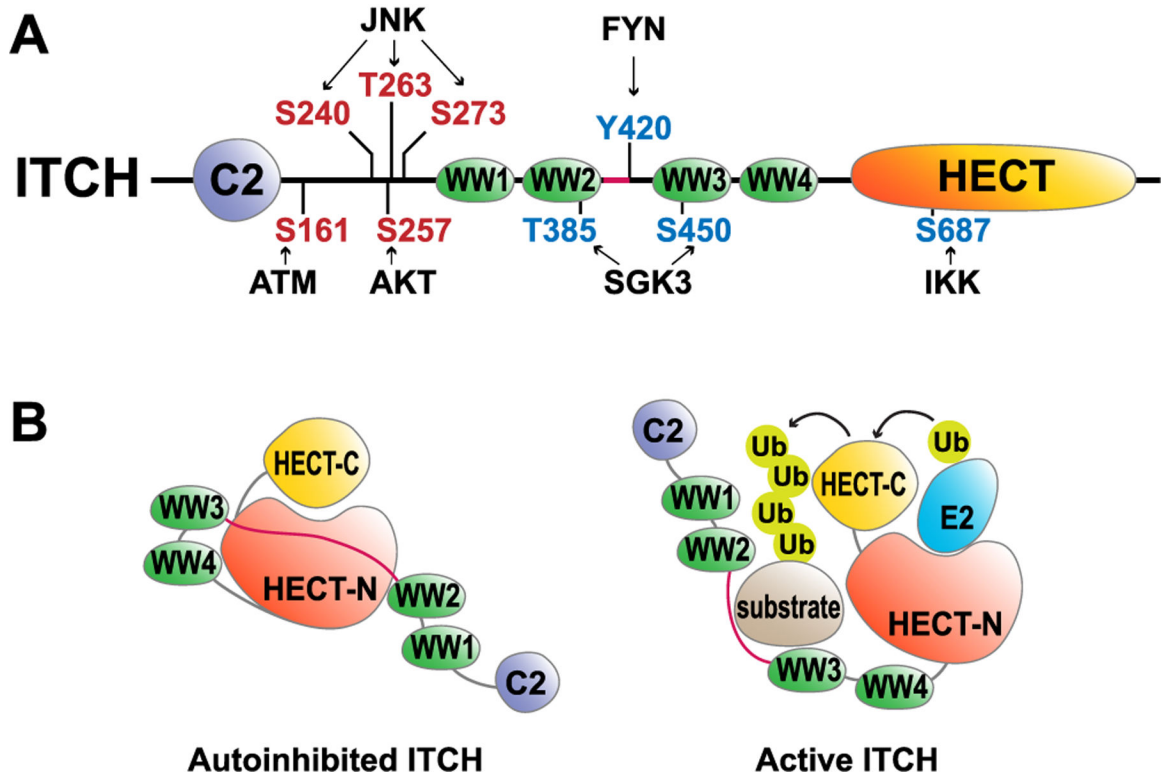 A
JNK
FYN
T263
S240
S273
Y420
ITCH
C2
WW1
WW2
WW3
WW4
HECT
S161
S257
T385
S450
S687
ATM
AKT
SGK3
IKK
B
HECT-C
WW3
WW4
HECT-N
WW2
WW1
C2
Autoinhibited ITCH
C2
Ub
Ub
Ub
Ub
Ub
HECT-C
E2
WW1
WW2
substrate
HECT-N
WW3
WW4
Active ITCH